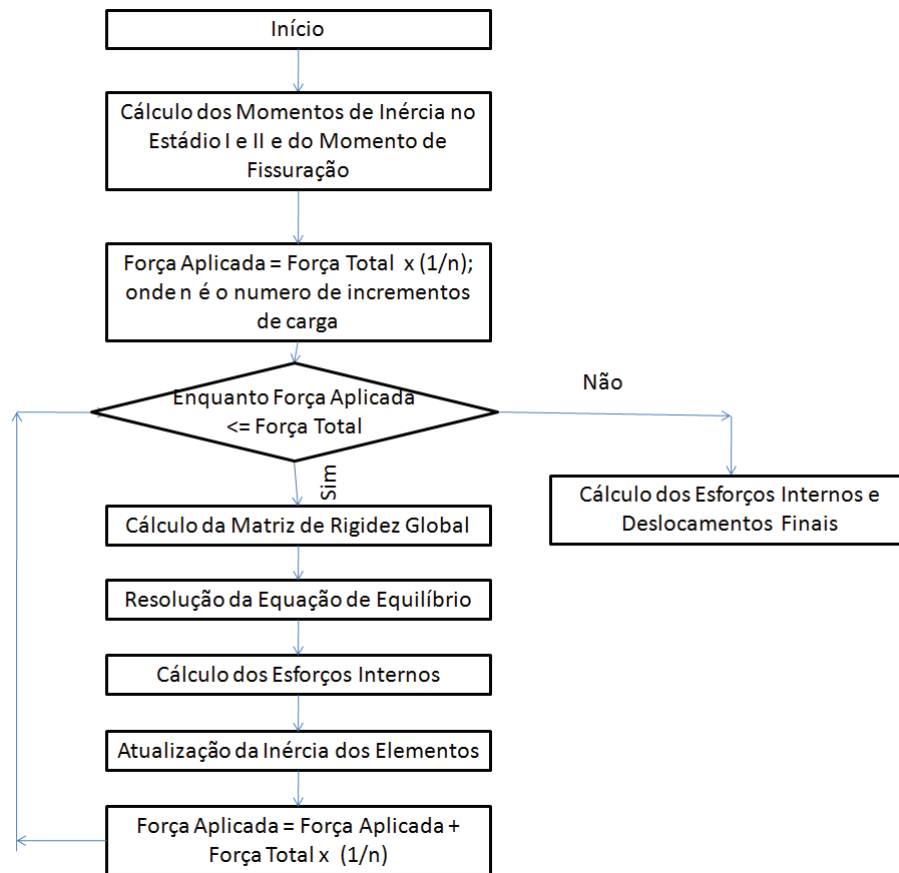 Início
Cálculo dos Momentos de Inércia no
Estádio I e II e do Momento de
Fissuração
Força Aplicada = Força Total x (1/n);
onde n é o numero de incrementos
de carga
Enquanto Força Aplicada
<= Força Total
Não
Sim
Cálculo dos Esforços Internos e
Deslocamentos Finais
Cálculo da Matriz de Rigidez Global
Resolução da Equação de Equilíbrio
Cálculo dos Esforços Internos
Atualização da Inércia dos Elementos
Força Aplicada = Força Aplicada +
Força Total x (1/n)